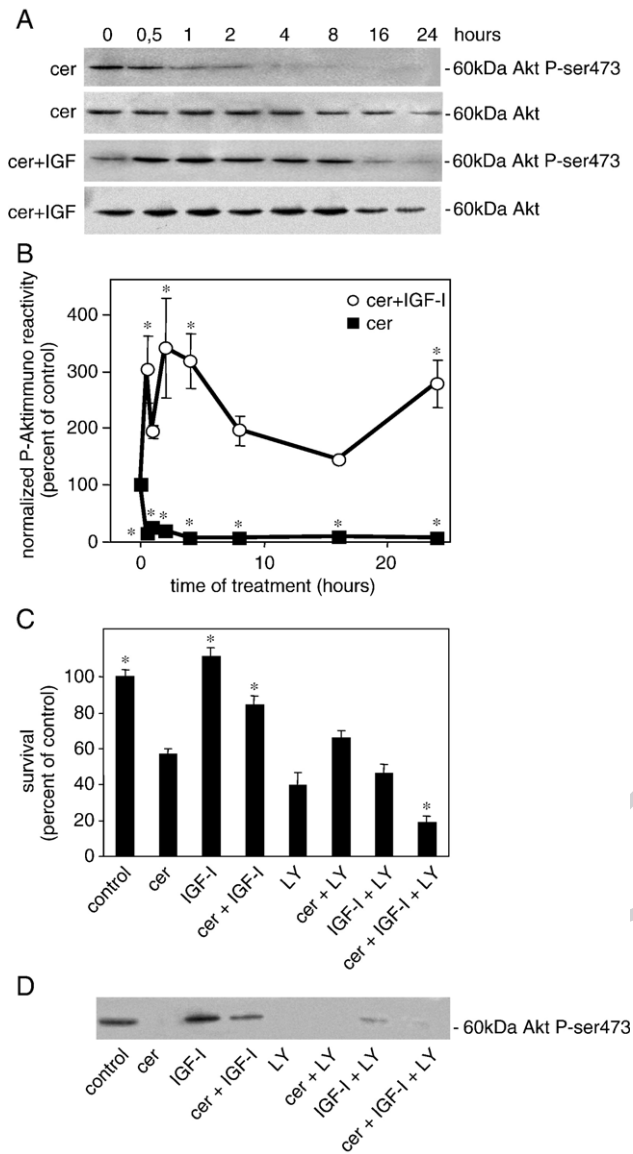 A
0 0,5 1 2 4 8 16 24 hours
cer -60kDa Akt P-ser473
cer -60kDa Akt
cer+IGF -60kDa Akt P-ser473
cer+IGF -60kDa Akt
B
normalized P-Aktimmuno reactivity
(percent of control)
400
300
200
100
0
* * * * *
* * * * * * *
cer+IGF-I
cer
0 10 20
time of treatment (hours)
C
survival
(percent of control)
100
80
60
40
20
0
* * * *
control
cer
IGF-I
cer + IGF-I
LY
cer + LY
IGF-I + LY
cer + IGF-I + LY
D
- 60kDa Akt P-ser473
control
cer
IGF-I
cer + IGF-I
LY
cer + LY
IGF-I + LY
cer + IGF-I + LY